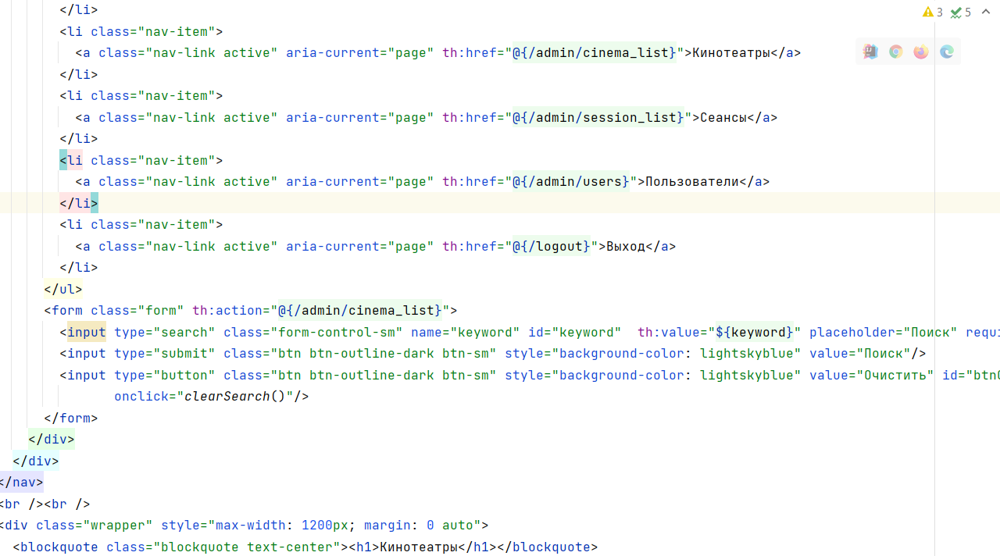 3 5
</li>
<li class="nav-item">
<a class="nav-link active" aria-current="page" th:href="@{/admin/cinema_list}">Кинотеатры</a>
</li>
<li class="nav-item">
<a class="nav-link active" aria-current="page" th:href="@{/admin/session_list}">Сеансы</a>
</li>
<li class="nav-item">
<a class="nav-link active" aria-current="page" th:href="@{/admin/users}">Пользователи</a>
</li>
<li class="nav-item">
<a class="nav-link active" aria-current="page" th:href="@{/logout}">Выход</a>
</li>
</ul>
<form class="form" th:action="@{/admin/cinema_list}">
<input type="search" class="form-control-sm" name="keyword" id="keyword"  th:value="${keyword}" placeholder="Поиск" requi
<input type="submit" class="btn btn-outline-dark btn-sm" style="background-color: lightskyblue" value="Поиск"/>
<input type="button" class="btn btn-outline-dark btn-sm" style="background-color: lightskyblue" value="Очистить" id="btn
onclick="clearSearch()"/>
</form>
</div>
</div>
</nav>
<br /><br />
<div class="wrapper" style="max-width: 1200px; margin: 0 auto">
<blockquote class="blockquote text-center"><h1>Кинотеатры</h1></blockquote>